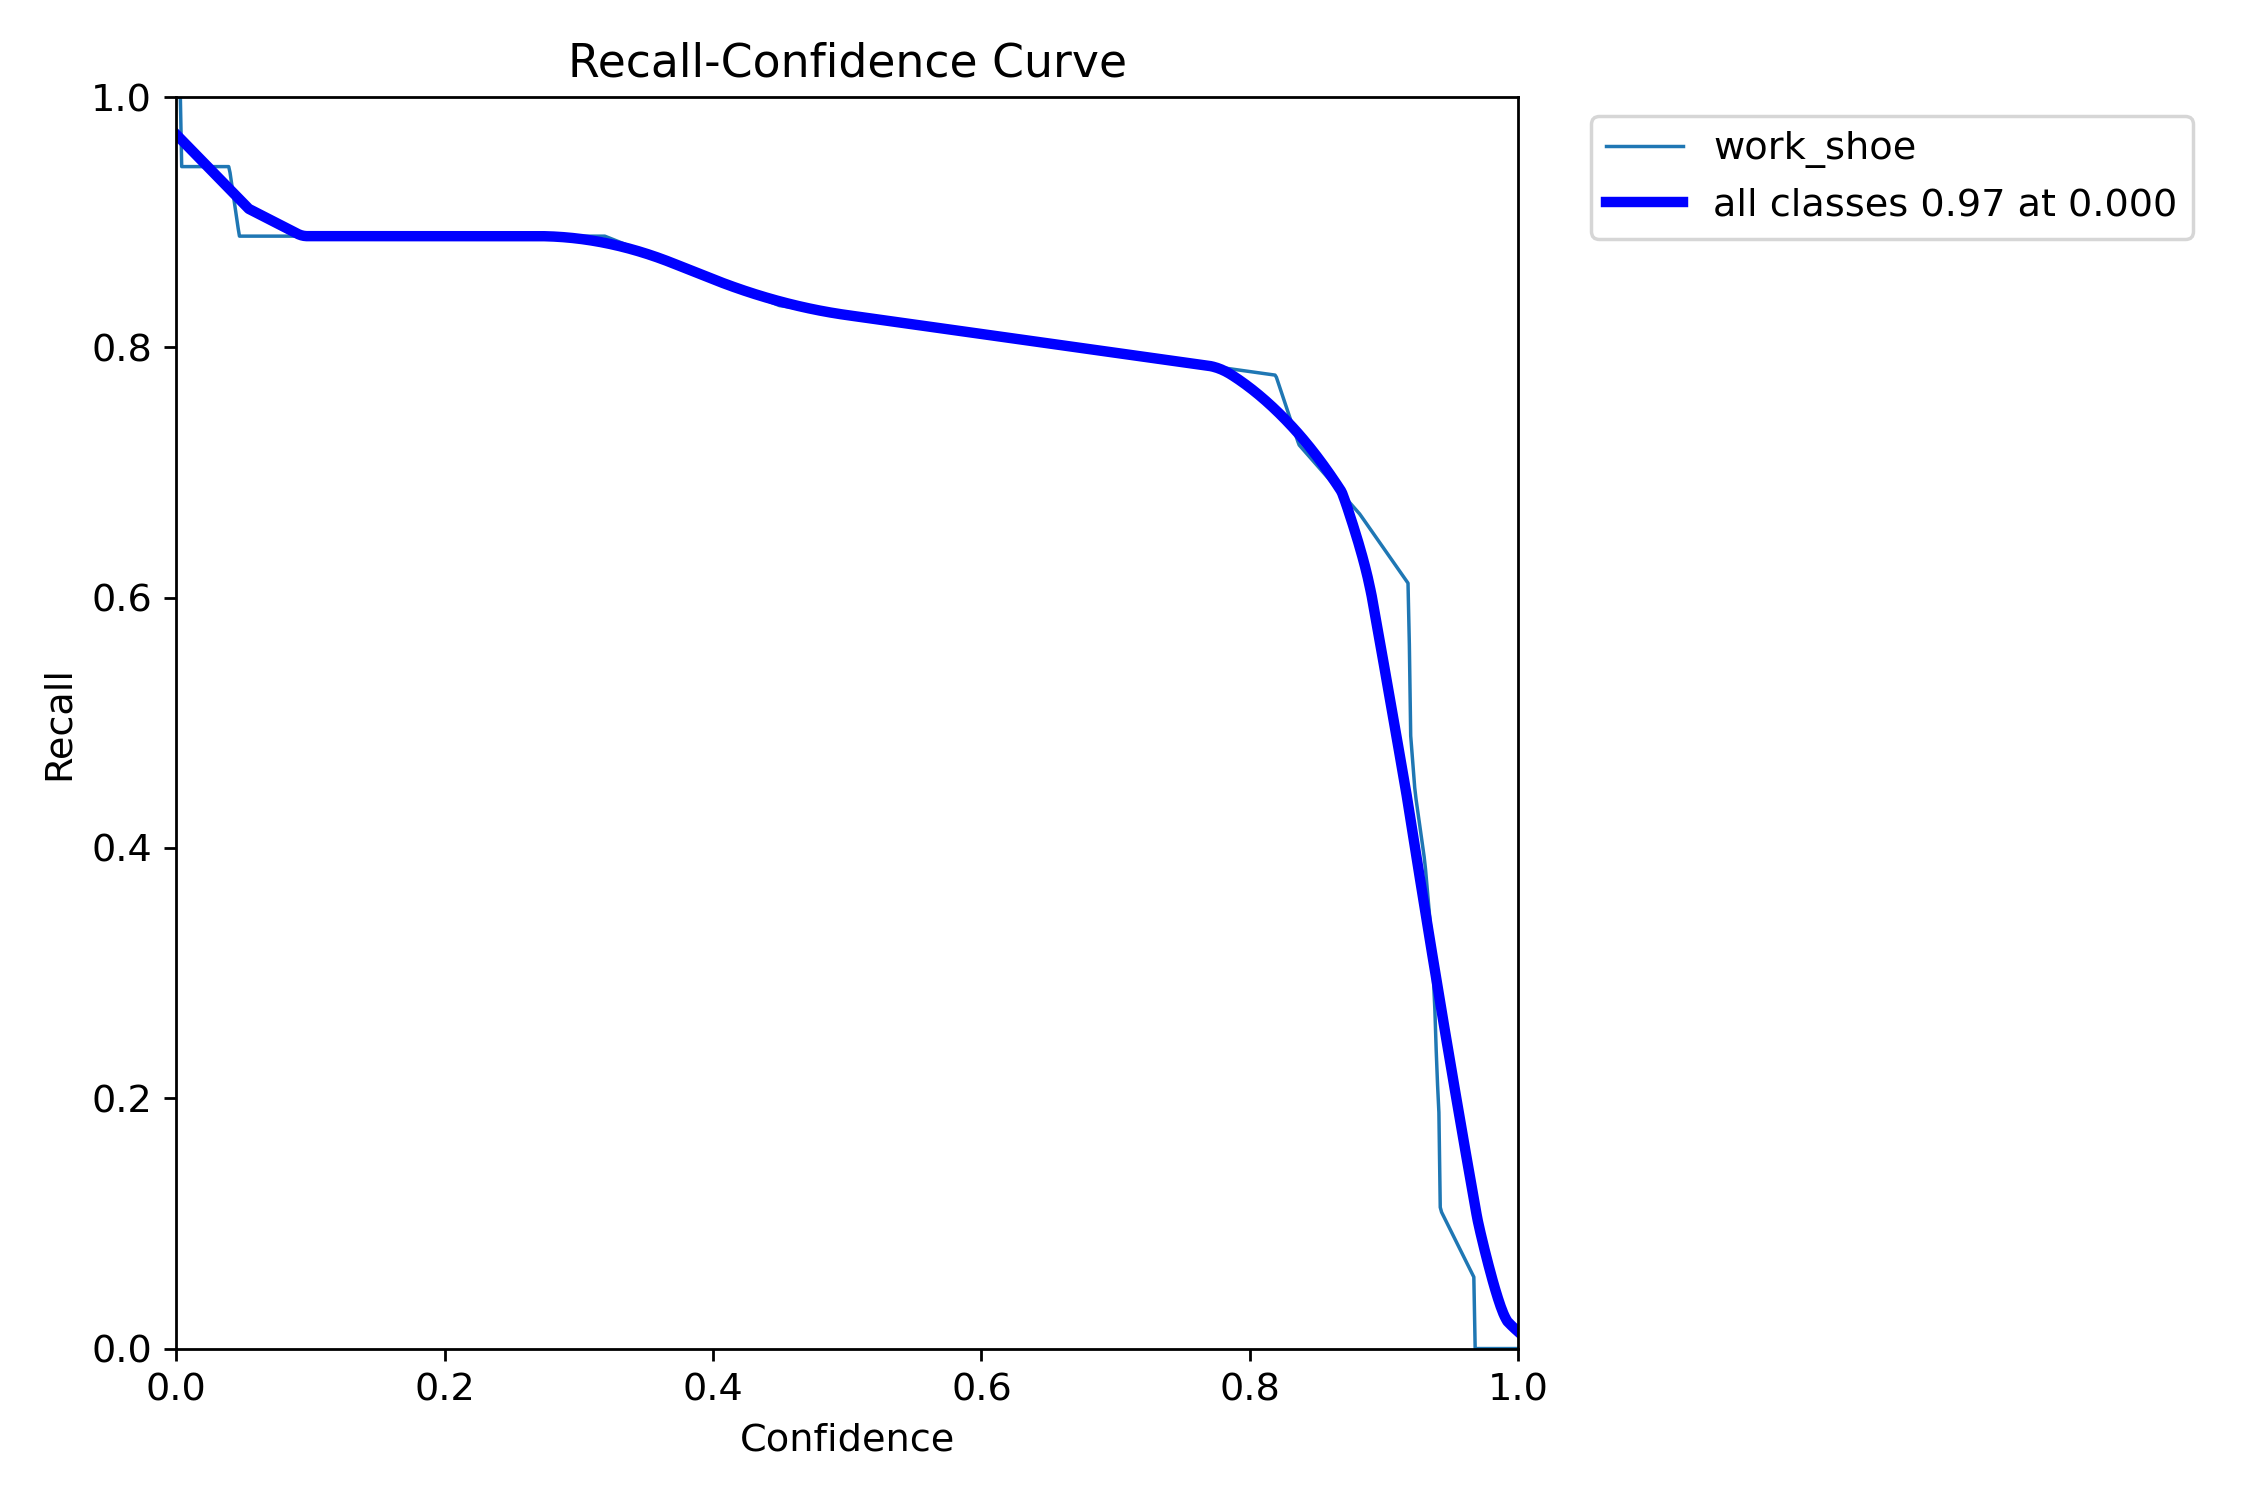 Recall-Confidence Curve
work_shoe
all classes 0.97 at 0.000
1.0
0.8
0.6
0.4
0.2
0.0
Recall
0.0 0.2 0.4 0.6 0.8 1.0
Confidence